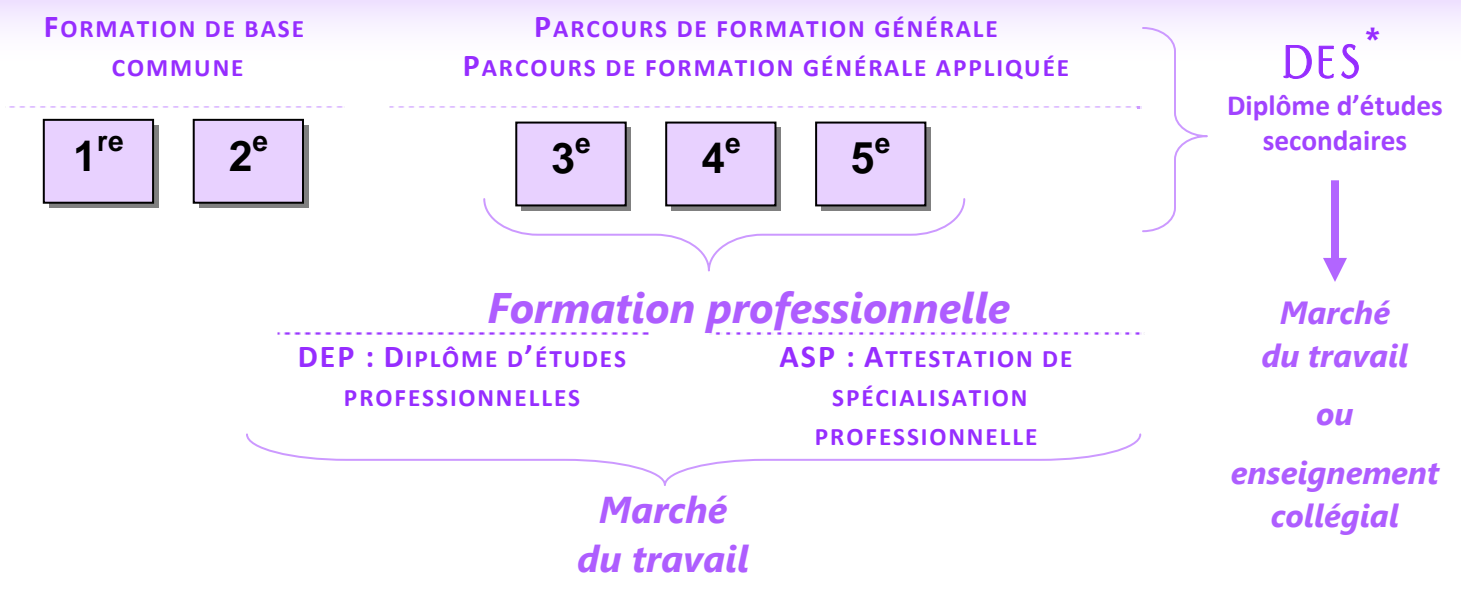 FORMATION DE BASE
COMMUNE
PARCOURS DE FORMATION GÉNÉRALE
PARCOURS DE FORMATION GÉNÉRALE APPLIQUÉE
1re
2e
3e
4e
5e
DES*
Diplôme d’études
secondaires
Formation professionnelle
DEP : DIPLÔME D’ÉTUDES
PROFESSIONNELLES
ASP : ATTESTATION DE
SPÉCIALISATION
PROFESSIONNELLE
Marché
du travail
Marché
du travail
ou
enseignement
collégial